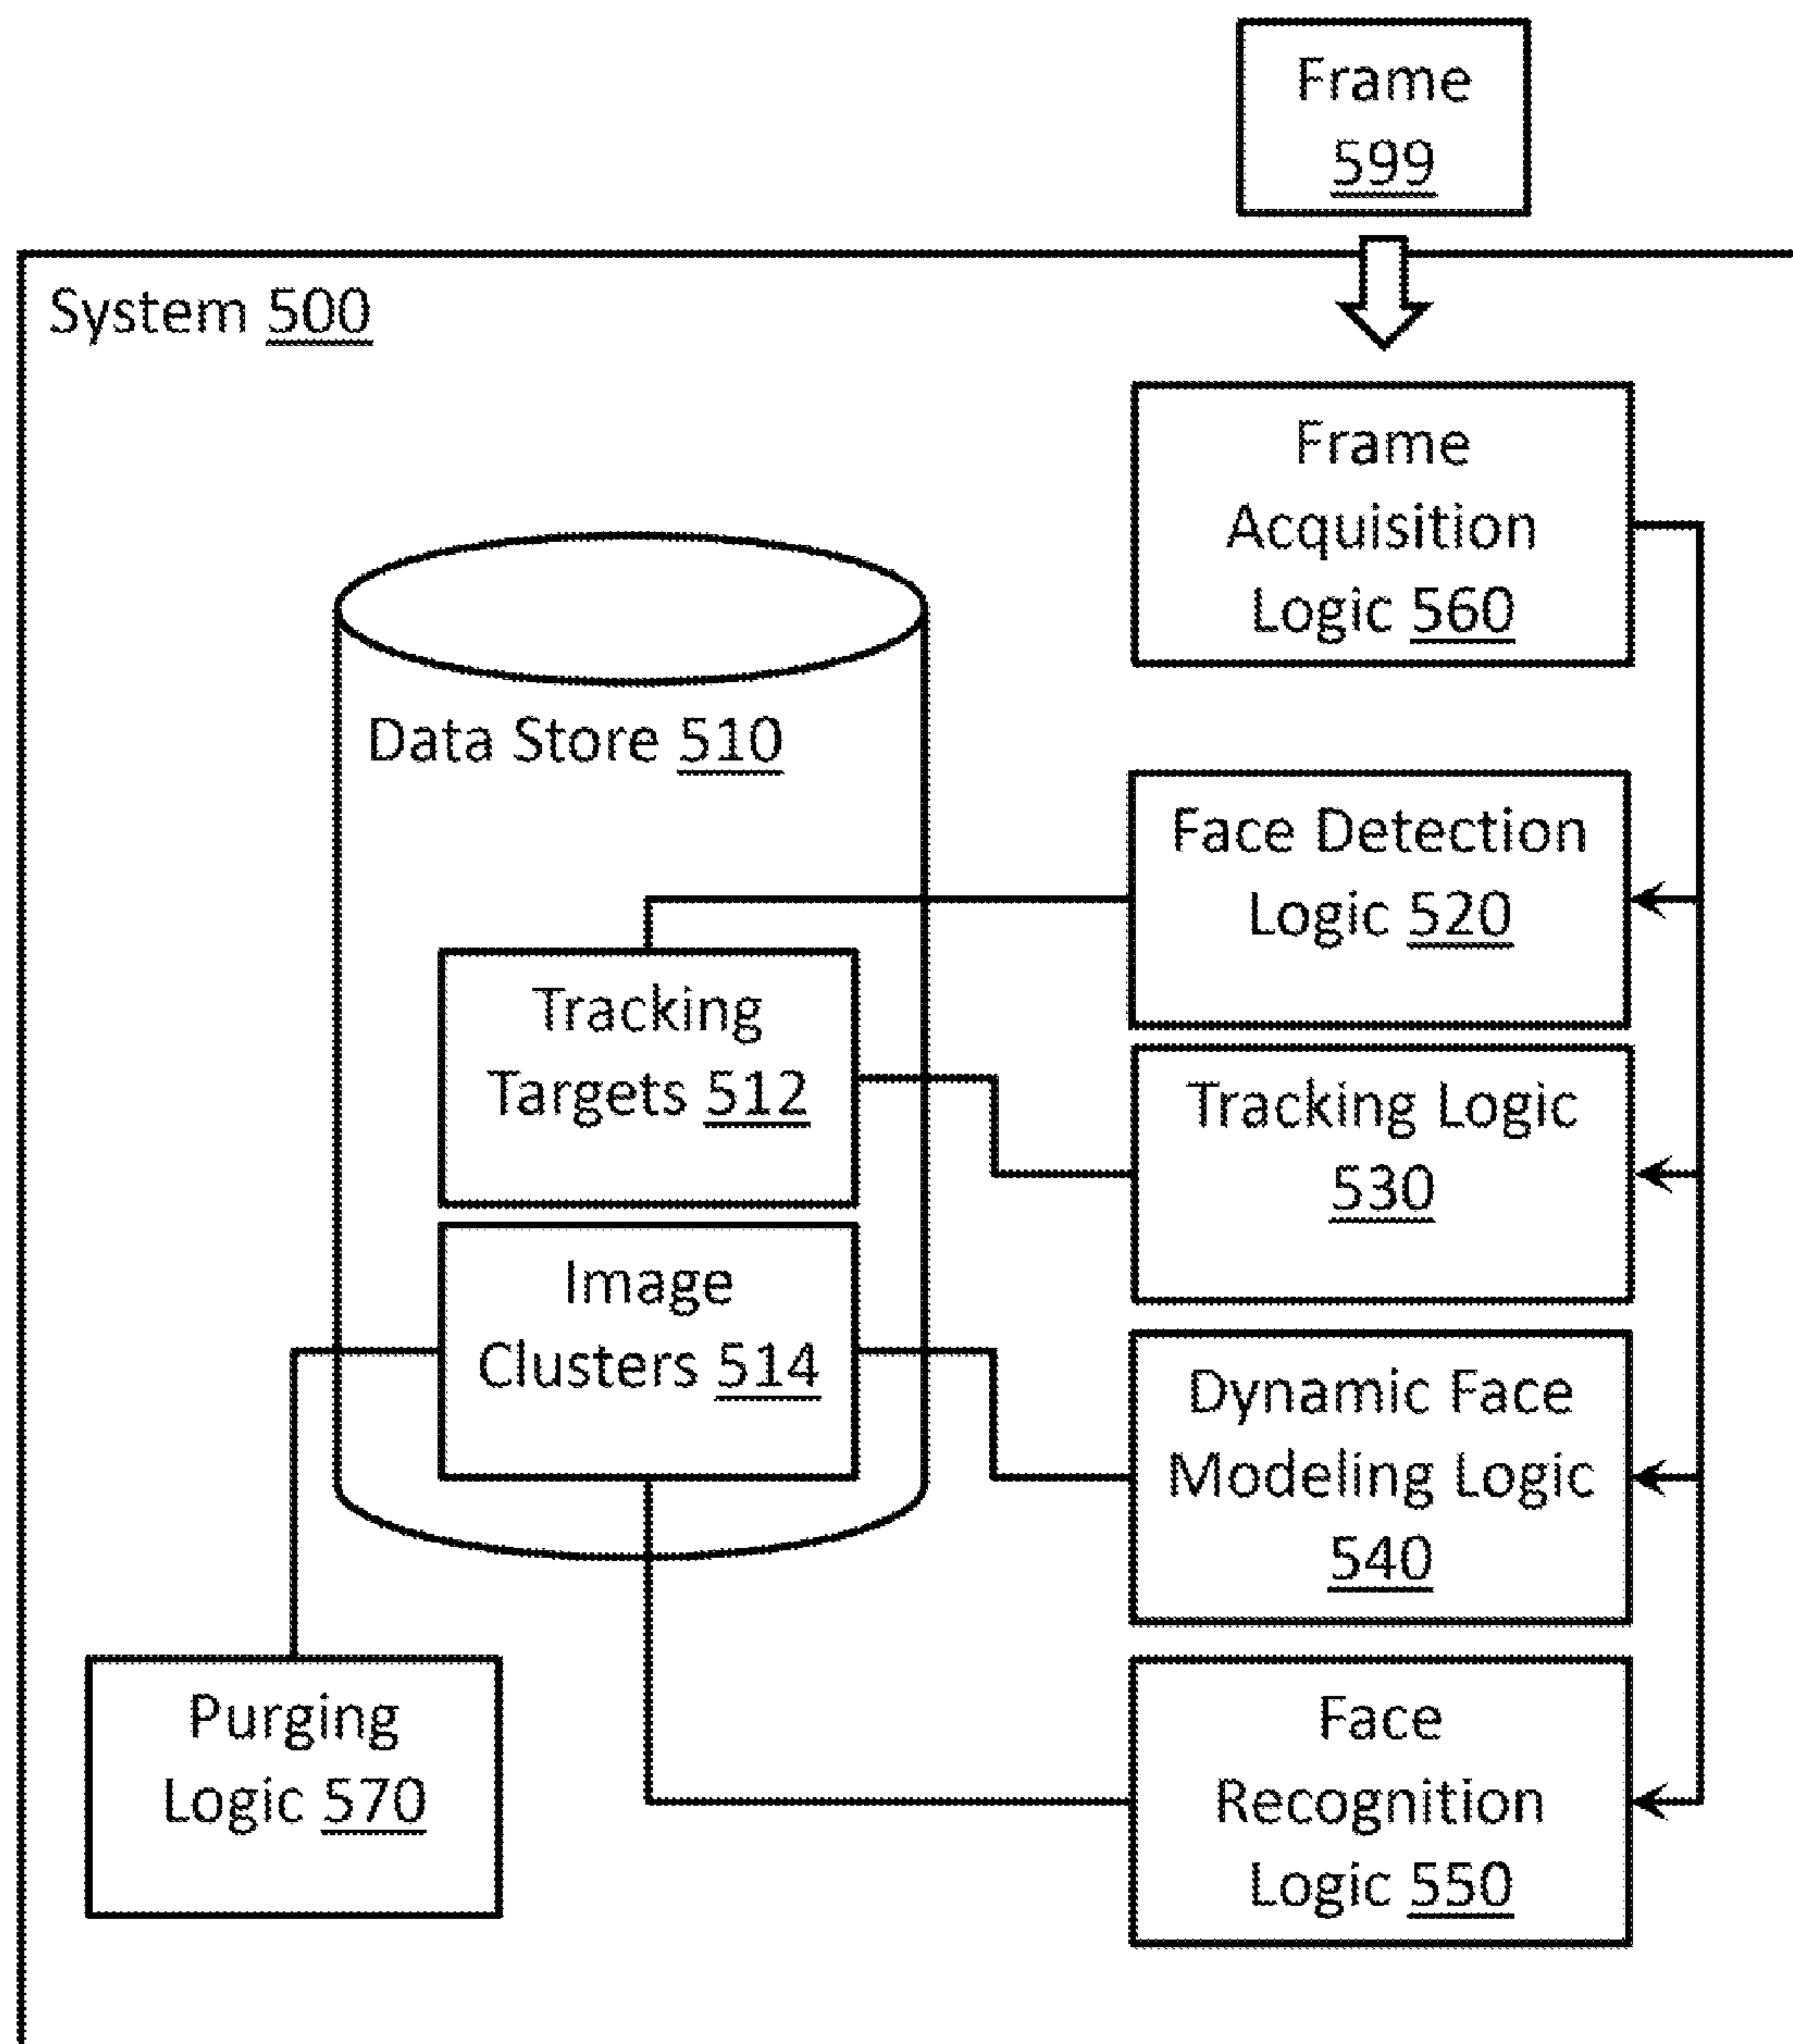 Frame
599
System 500
Frame
Acquisition
Logic 560
Data Store 510
Face Detection
Logic 520
Tracking
Targets 512
Tracking Logic
530
Image
Clusters 514
Dynamic Face
Modeling Logic
540
Purging
Logic 570
Face
Recognition
Logic 550